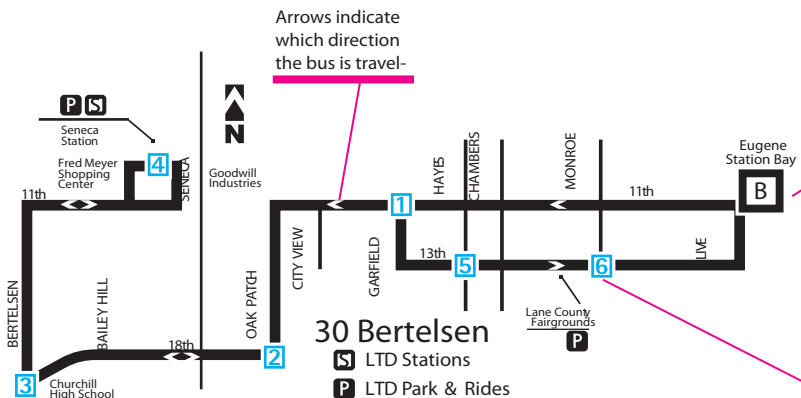 Arrows indicate
which direction
the bus is travel-
P S
Seneca
Station
Fred Meyer
Shopping
Center
4
SENECA
N
Goodwill
Industries
HAYES
CHAMBERS
MONROE
Eugene
Station Bay
B
11th
1
11th
CITY VIEW
GARFIELD
13th
5
6
LIVE
BERTELSEN
BAILEY HILL
OAK PATCH
18th
2
3
Churchill
High School
Lane County
Fairgrounds
P
30 Bertelsen
S LTD Stations
P LTD Park & Rides